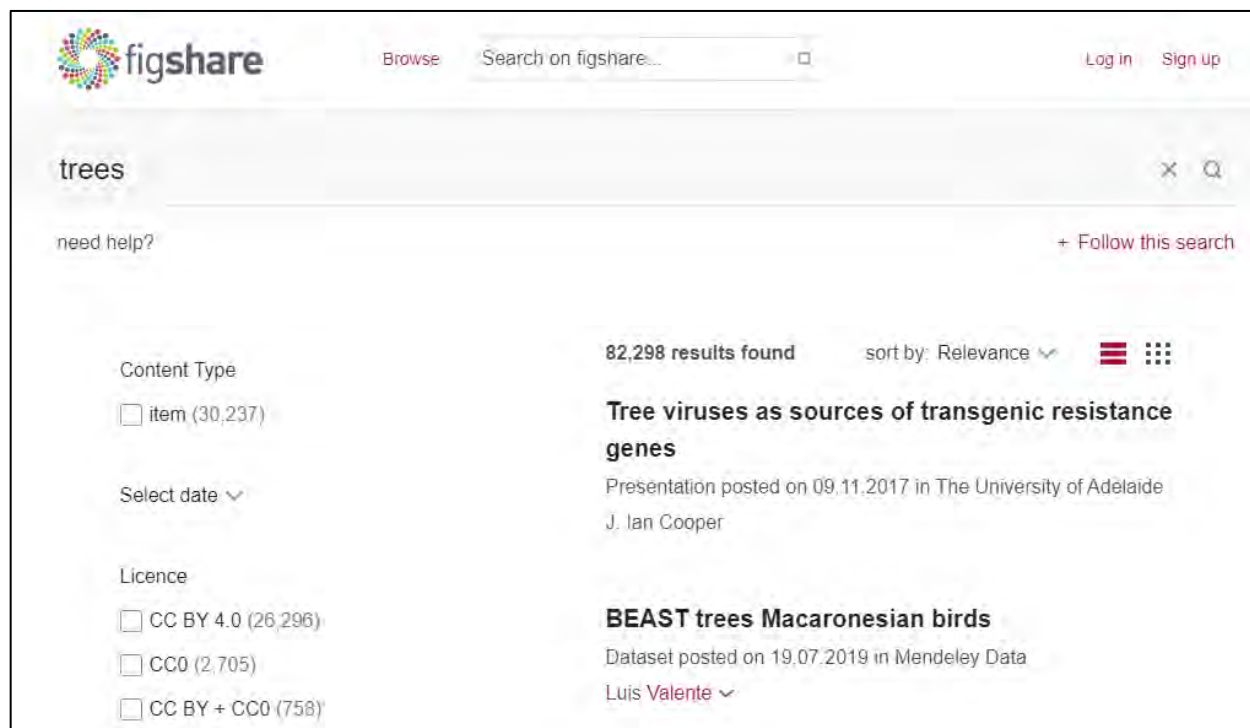 figshare
Browse
Search on figshare...
Log in
Sign up
trees
need help?
+ Follow this search
Content Type
item (30,237)
Select date
Licence
CC BY 4.0 (26,296)
CC0 (2,705)
CC BY + CC0 (758)
82,298 results found
sort by: Relevance
Tree viruses as sources of transgenic resistance
genes
Presentation posted on 09.11.2017 in The University of Adelaide
J. Ian Cooper
BEAST trees Macaronesian birds
Dataset posted on 19.07.2019 in Mendeley Data
Luis Valente